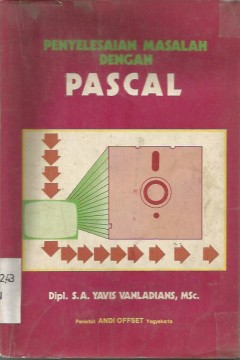 PENYELESAIAN MASALAH
DENGAN
PASCAL
Dipl. S.A. YAVIS VANLADIANS, MSc.
Penerbit ANDI OFFSET Yogyakarta